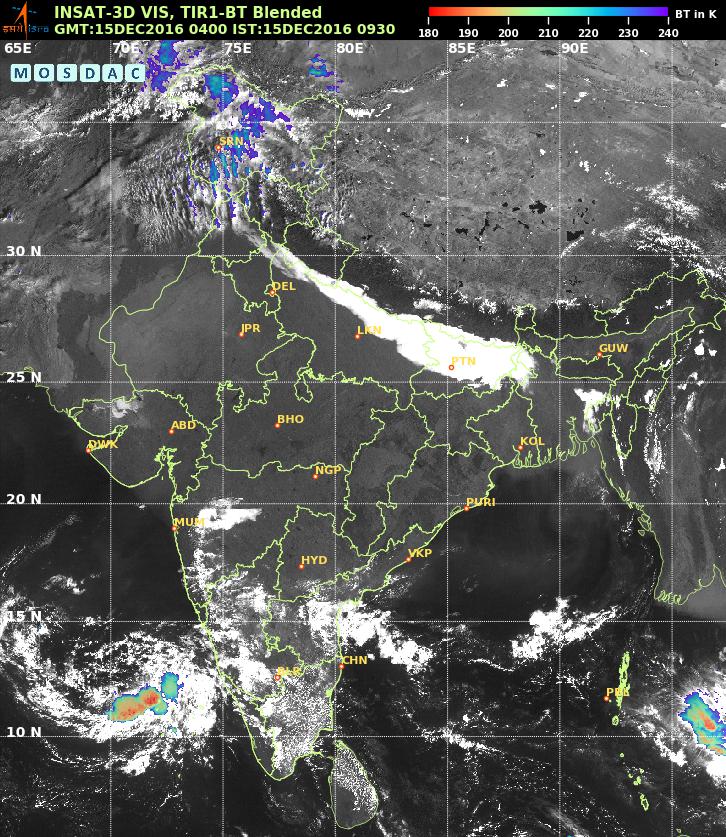 INSAT-3D VIS, TIR1-BT Blended
GMT:15DEC2016 0400 IST:15DEC2016 0930
BT in K
180 190 200 210 220 230 240
65E 70E 75E 80E 85E 90E
MOSDAC
SRN
30 N
DEL
JPR LKN
GUW
PTN
25 N
ABD BHO
DWK KOL
NGP
20 N PURI
MUM
HYD VKP
15 N
CHN
BLR
PBL
10 N